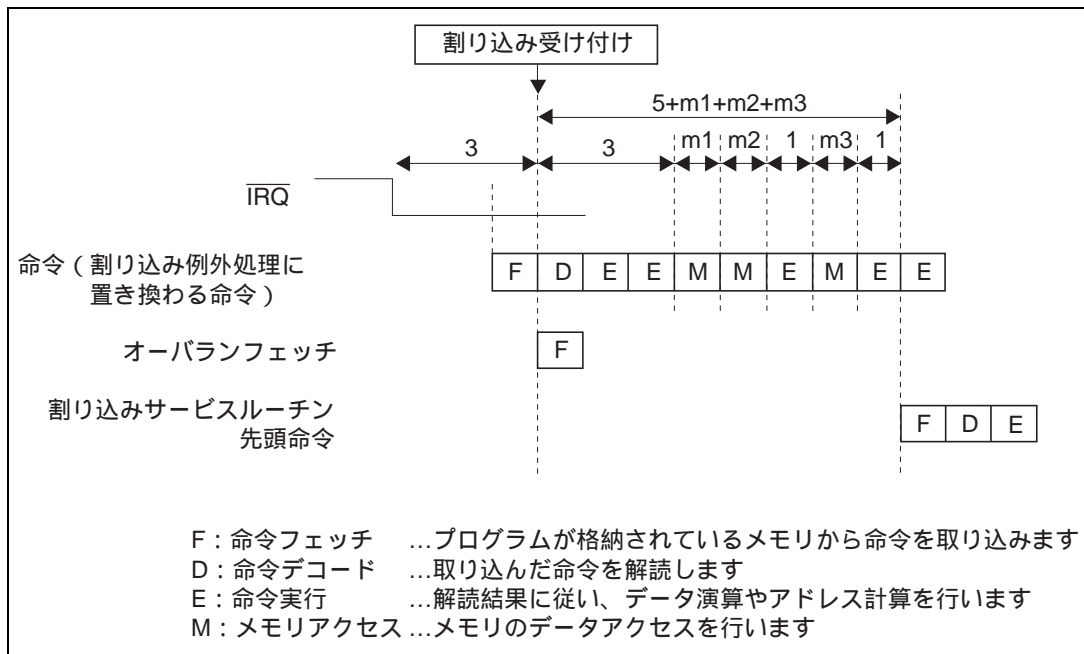 割り込み受け付け
5+m1+m2+m3
3 3 m1 m2 1 m3 1
IRQ
命令（割り込み例外処理に
置き換わる命令）
F D E E M M E M E E
オーバランフェッチ
F
割り込みサービスルーチン
先頭命令
F D E
F：命令フェッチ …プログラムが格納されているメモリから命令を取り込みます
D：命令デコード …取り込んだ命令を解読します
E：命令実行 …解読結果に従い、データ演算やアドレス計算を行います
M：メモリアクセス …メモリのデータアクセスを行います